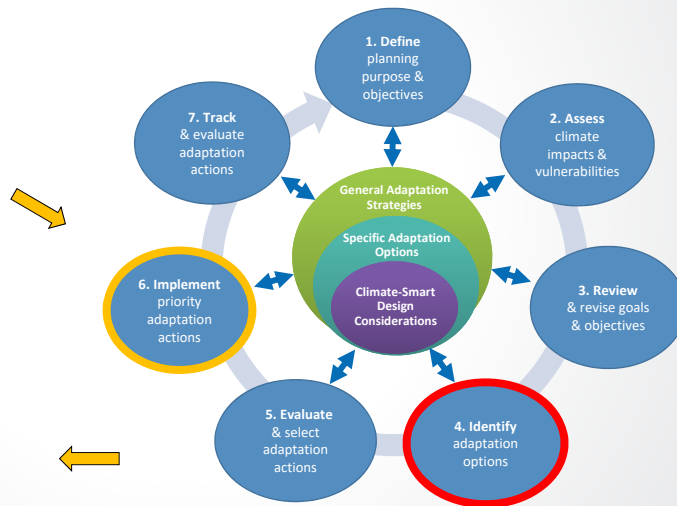 1. Define
planning
purpose &
objectives
2. Assess
climate
impacts &
vulnerabilities
3. Review
& revise goals
& objectives
4. Identify
adaptation
options
5. Evaluate
& select
adaptation
actions
6. Implement
priority
adaptation
actions
7. Track
& evaluate
adaptation
actions
General Adaptation
Strategies
Specific Adaptation
Options
Climate-Smart
Design
Considerations